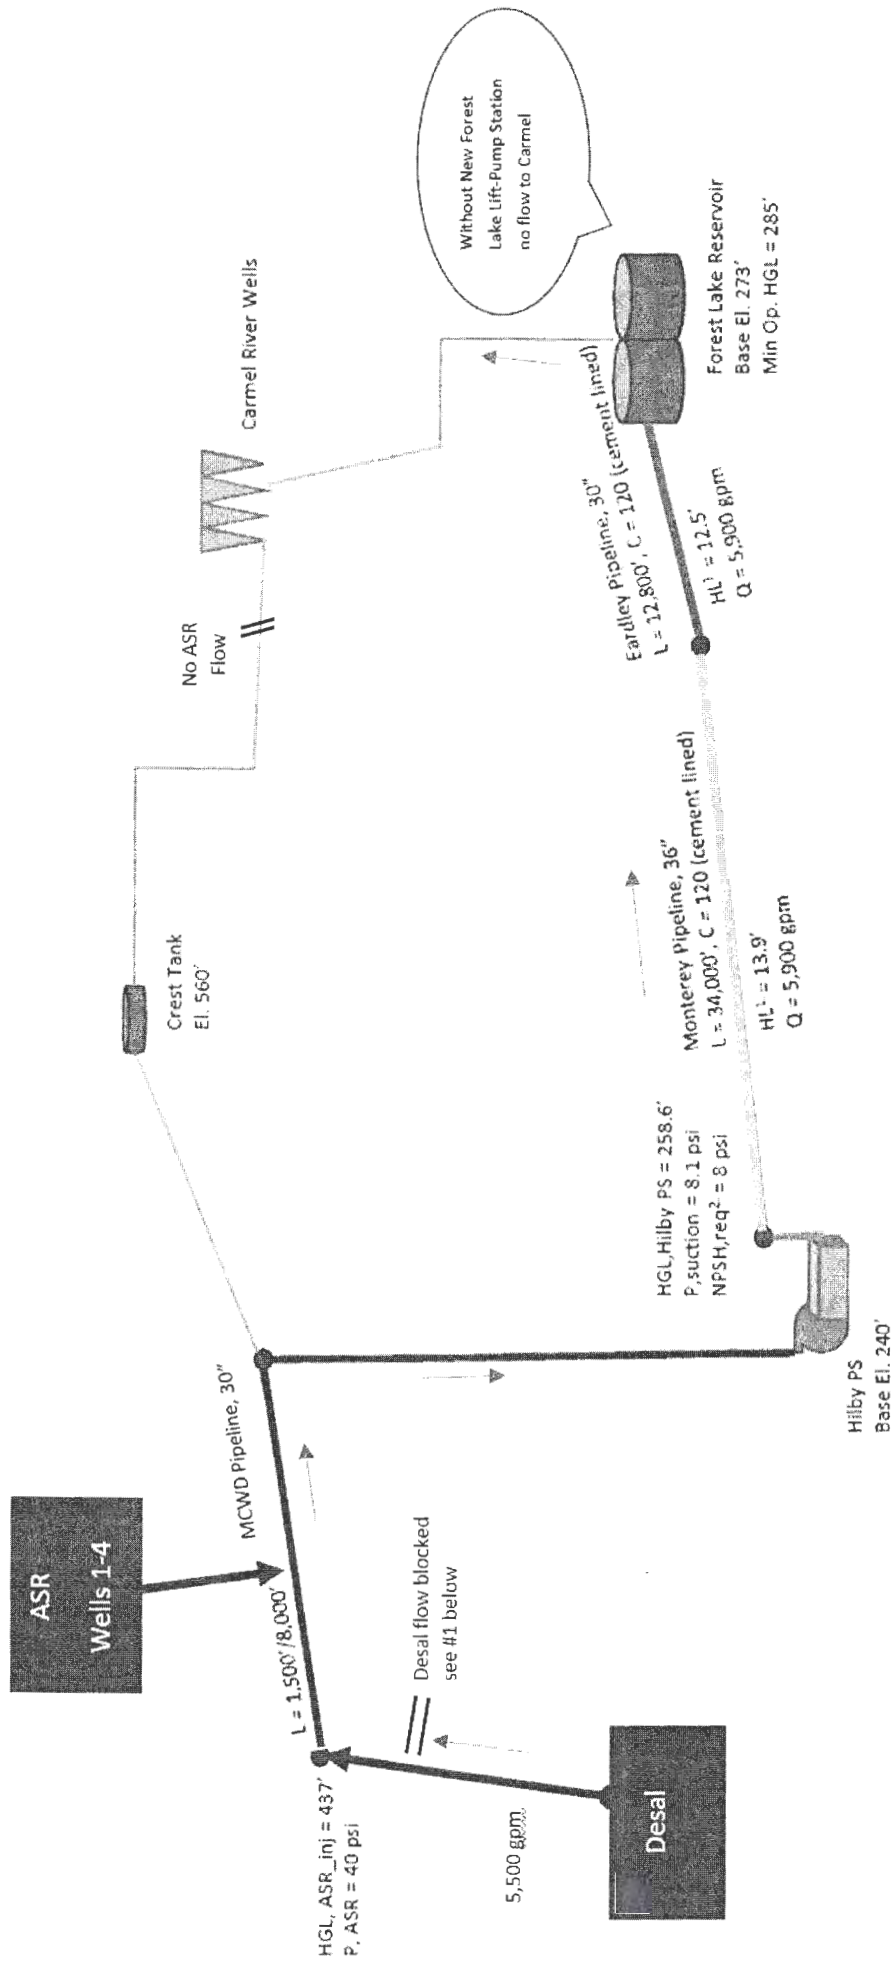 ASR
Wells 1-4
MCWD Pipeline, 30"
L = 1,500'/8,000'
HGL, ASR_inj = 437'
P, ASR = 40 psi
Desal flow blocked
see #1 below
5,500 gpm
Desal
Crest Tank
El. 560'
No ASR
Flow
Carmel River Wells
HGL,Hilby PS = 258.6'
P,suction = 8.1 psi
NPSH,req² = 8 psi
Hilby PS
Base El. 240'
Monterey Pipeline, 36"
L = 34,000', C = 120 (cement lined)
HL¹ = 13.9'
Q = 5,900 gpm
Eardley Pipeline, 30"
L = 12,800', C = 120 (cement lined)
HL¹ = 12.5'
Q = 5,900 gpm
Without New Forest
Lake Lift-Pump Station
no flow to Carmel
Forest Lake Reservoir
Base El. 273'
Min Op. HGL = 285'